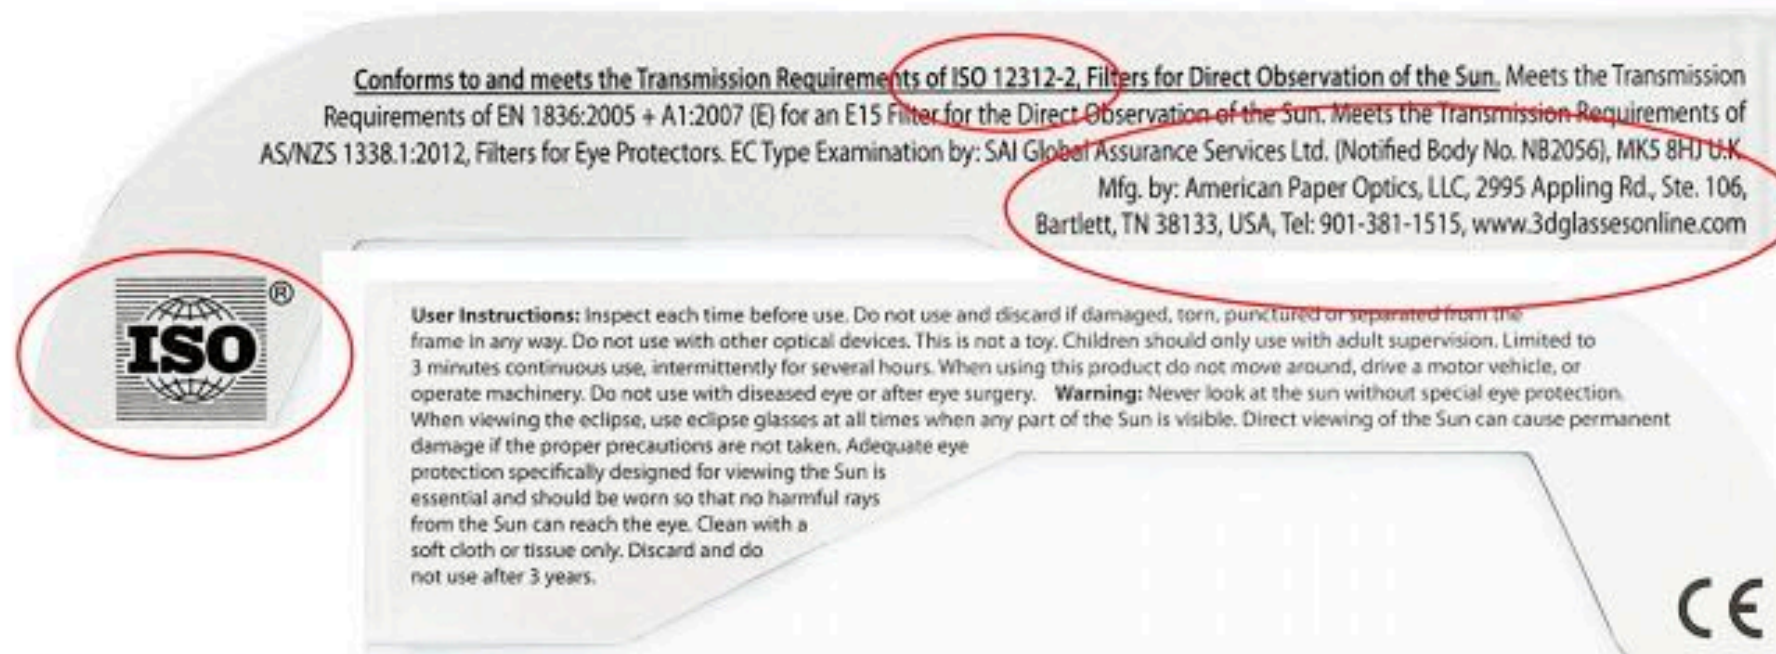 Conforms to and meets the Transmission Requirements of ISO 12312-2, Filters for Direct Observation of the Sun. Meets the Transmission
Requirements of EN 1836:2005 + A1:2007 (E) for an E15 Filter for the Direct Observation of the Sun. Meets the Transmission Requirements of
AS/NZS 1338.1:2012, Filters for Eye Protectors. EC Type Examination by: SAI Global Assurance Services Ltd. (Notified Body No. NB2056), MK5 8HJ U.K.
Mfg. by: American Paper Optics, LLC, 2995 Appling Rd., Ste. 106,
Bartlett, TN 38133, USA, Tel: 901-381-1515, www.3dglassesonline.com
ISO ®
User Instructions: Inspect each time before use. Do not use and discard if damaged, torn, punctured or separated from the
frame in any way. Do not use with other optical devices. This is not a toy. Children should only use with adult supervision. Limited to
3 minutes continuous use, intermittently for several hours. When using this product do not move around, drive a motor vehicle, or
operate machinery. Do not use with diseased eye or after eye surgery. Warning: Never look at the sun without special eye protection.
When viewing the eclipse, use eclipse glasses at all times when any part of the Sun is visible. Direct viewing of the Sun can cause permanent
damage if the proper precautions are not taken. Adequate eye
protection specifically designed for viewing the Sun is
essential and should be worn so that no harmful rays
from the Sun can reach the eye. Clean with a
soft cloth or tissue only. Discard and do
not use after 3 years.
CE